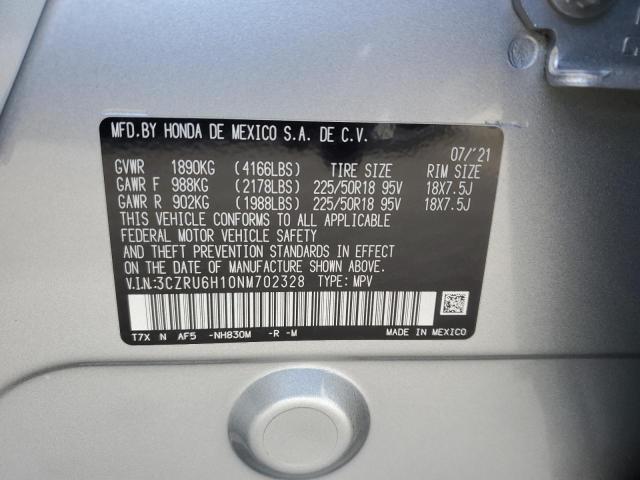 MFD.BY HONDA DE MEXICO S.A. DE C.V.
07/'21
GVWR 1890KG (4166LBS) TIRE SIZE RIM SIZE
GAWR F 988KG (2178LBS) 225/50R18 95V 18X7.5J
GAWR R 902KG (1988LBS) 225/50R18 95V 18X7.5J
THIS VEHICLE CONFORMS TO ALL APPLICABLE
FEDERAL MOTOR VEHICLE SAFETY
AND THEFT PREVENTION STANDARDS IN EFFECT
ON THE DATE OF MANUFACTURE SHOWN ABOVE.
V.I.N.:3CZRU6H10NM702328 TYPE: MPV
T7X N AF5 -NH830M -R -M MADE IN MEXICO